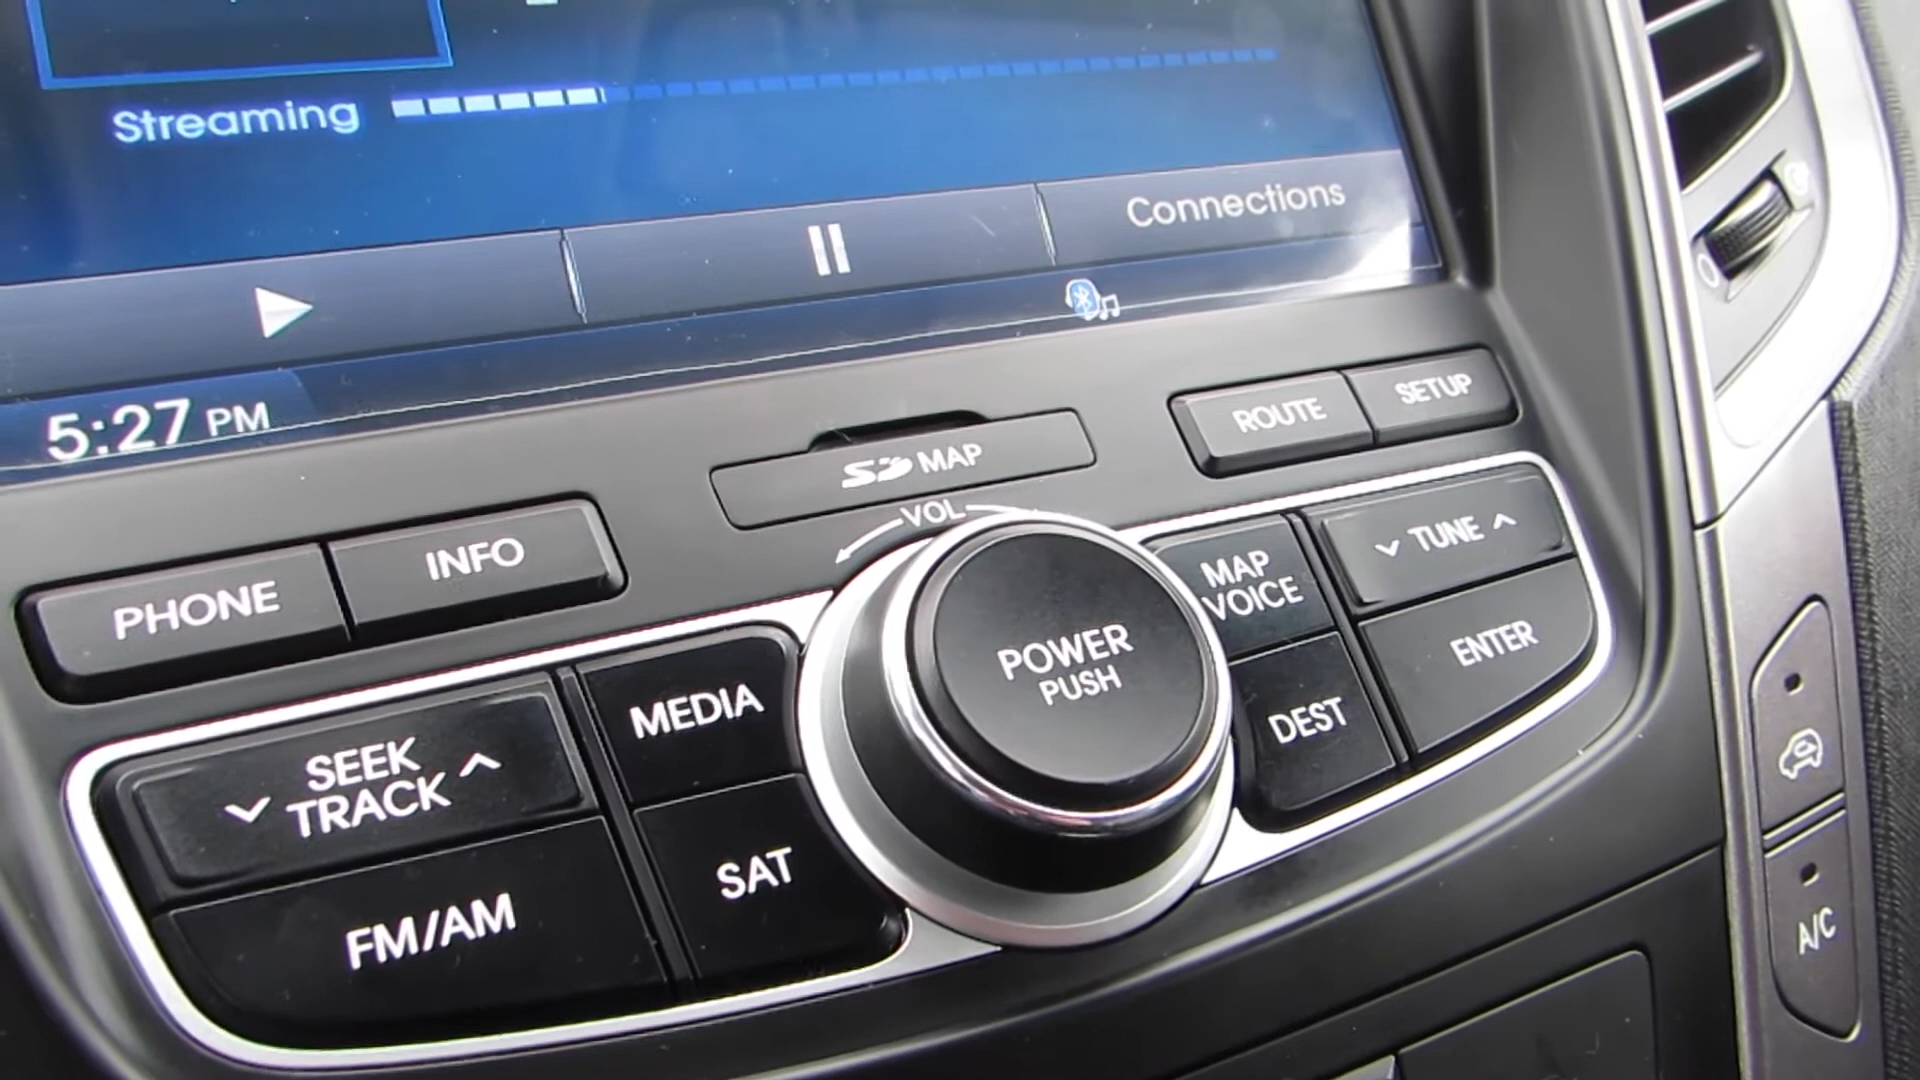 Streaming
Connections
5:27 PM
ROUTE
SETUP
SD MAP
VOL
PHONE
INFO
MAP
VOICE
TUNE
POWER
PUSH
ENTER
MEDIA
DEST
SEEK
TRACK
SAT
FM/AM
A/C